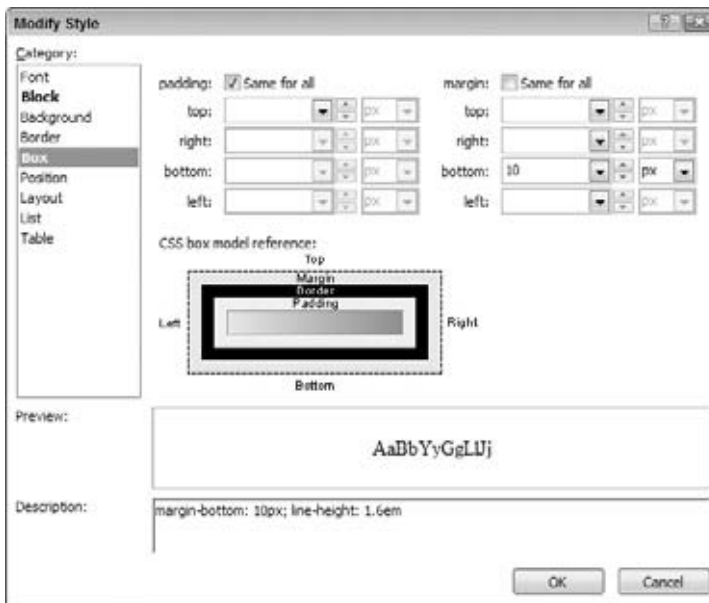 Modify Style
Category:
Font
Block
Background
Border
Box
Position
Layout
List
Table
padding: Same for all
top: px
right: px
bottom: px
left: px
margin: Same for all
top: px
right: px
bottom: 10 px
left: px
CSS box model reference:
Top
Margin
Border
Padding
Left
Right
Bottom
Preview:
AaBbYyGgLlJj
Description:
margin-bottom: 10px; line-height: 1.6em
OK
Cancel